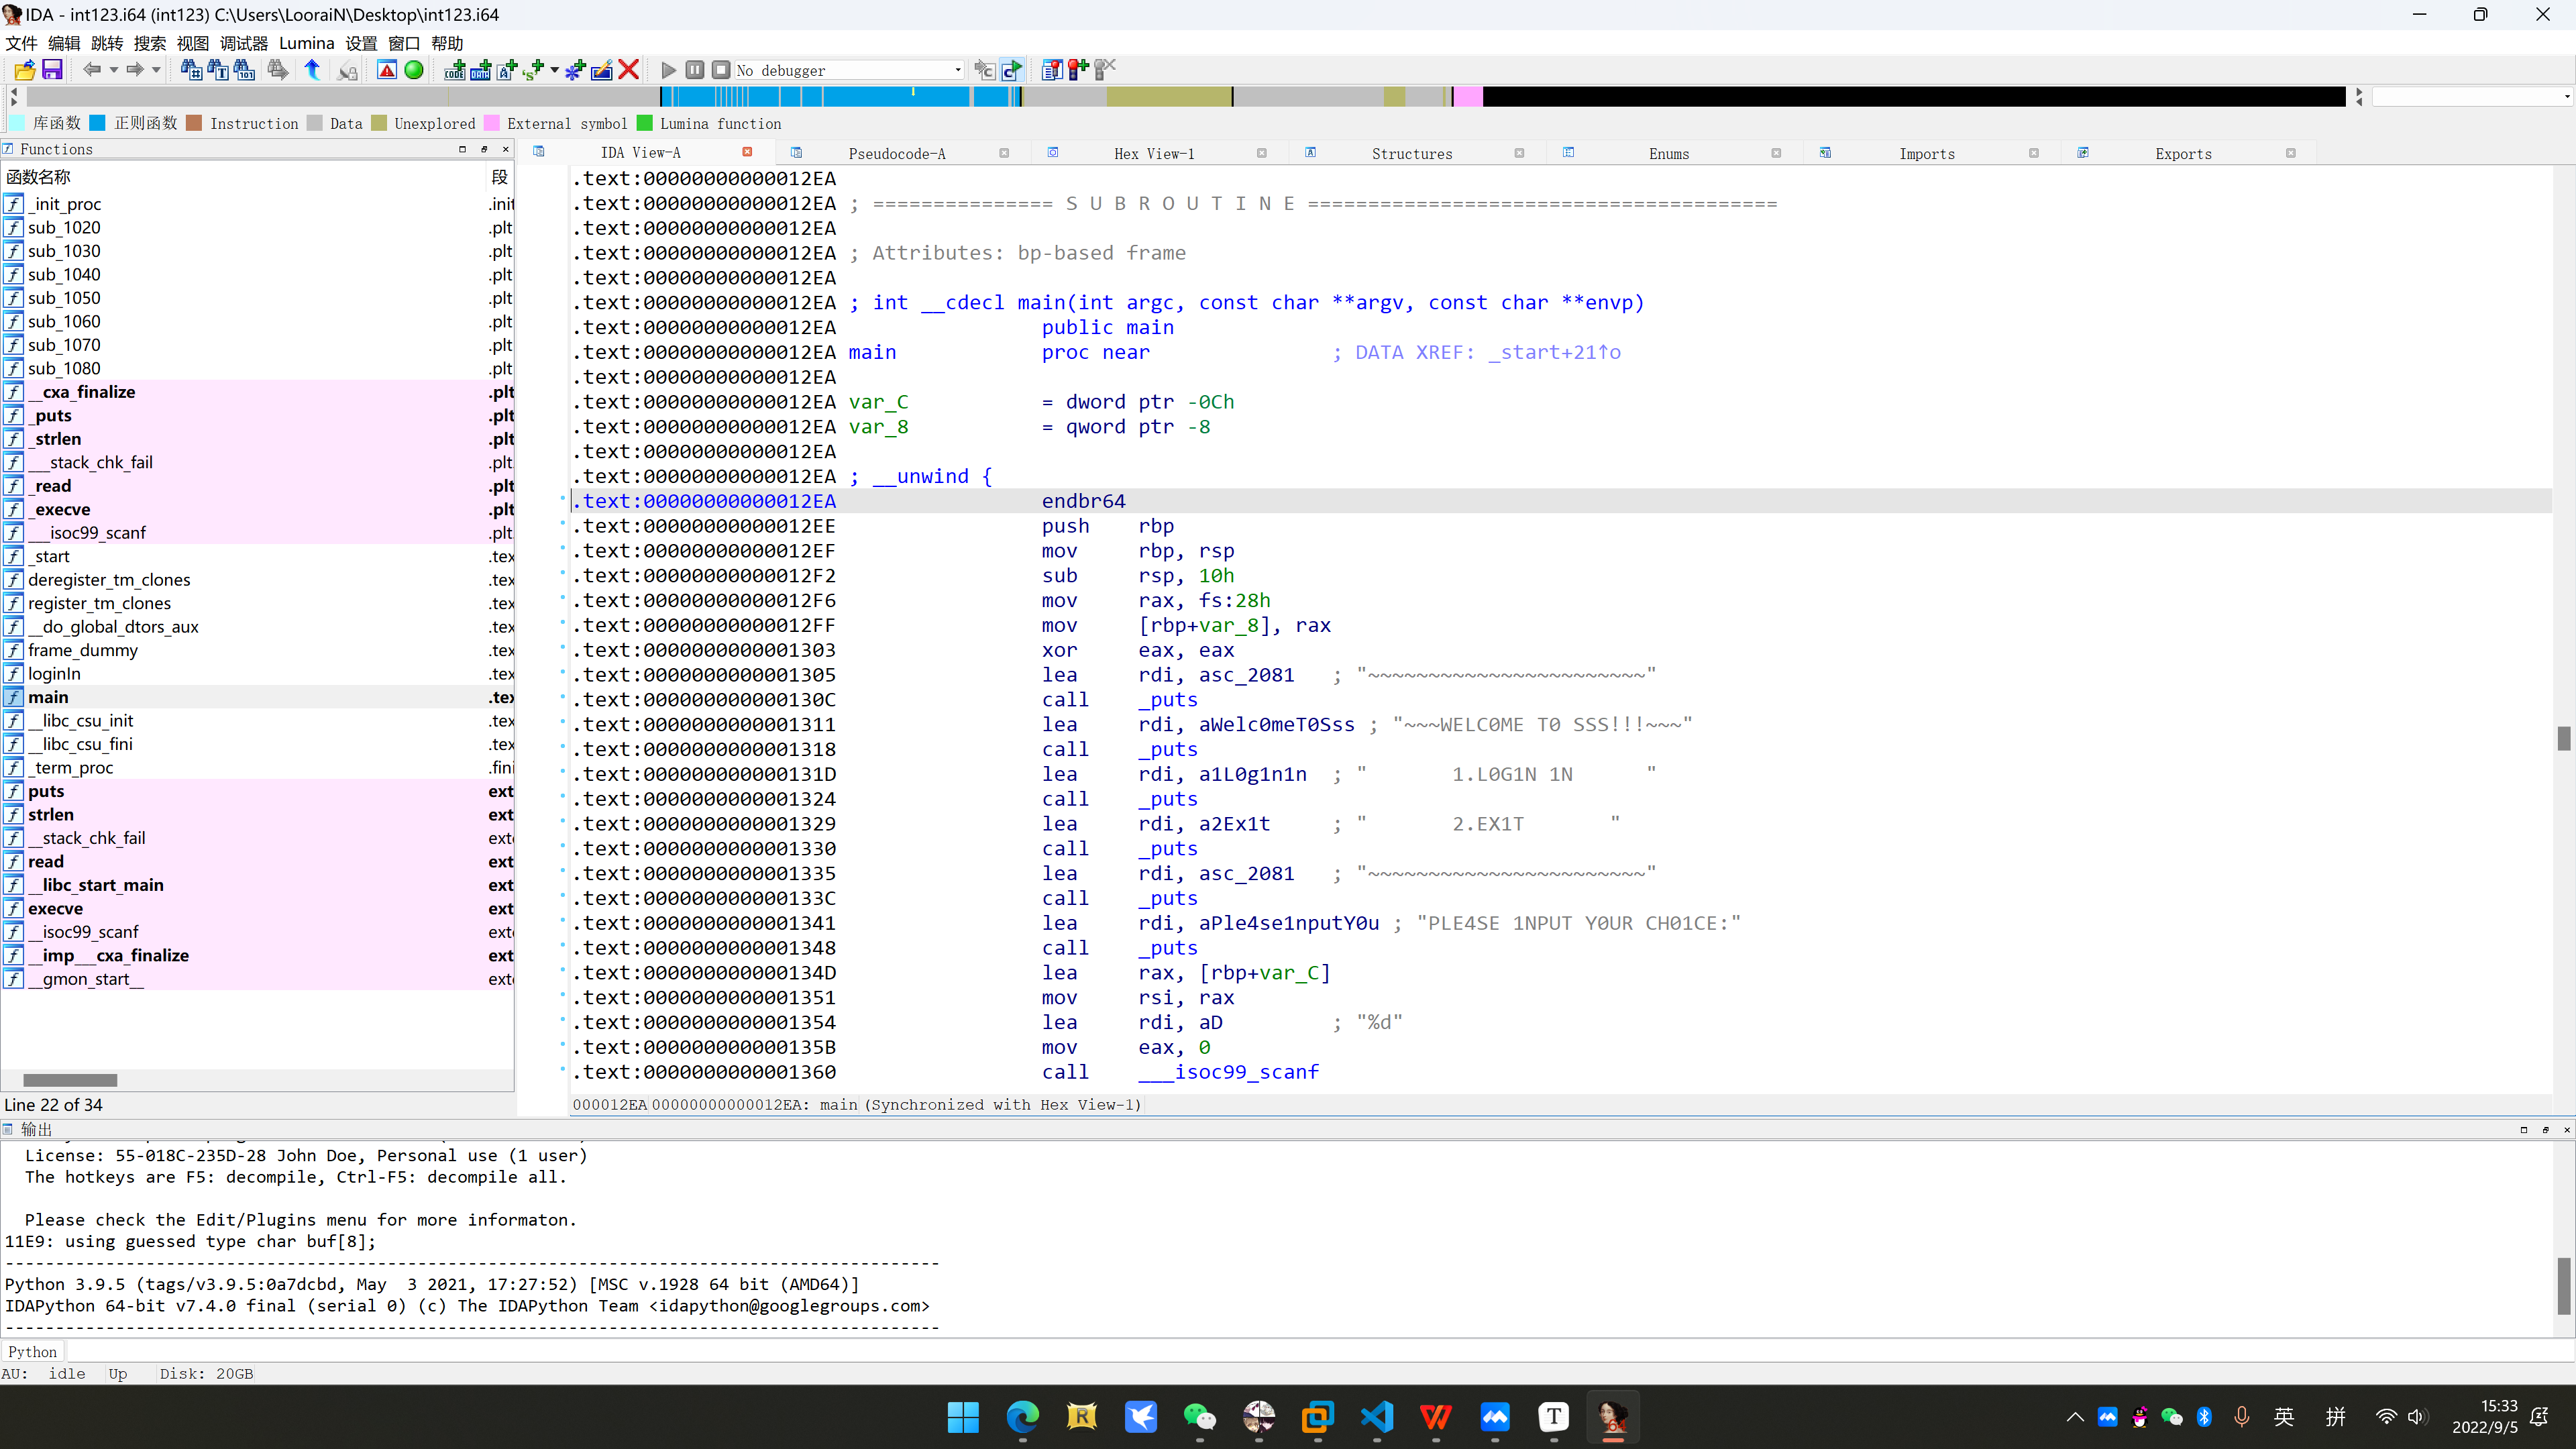 IDA - int123.i64 (int123) C:\Users\LooraiN\Desktop\int123.i64
文件 编辑 跳转 搜索 视图 调试器 Lumina 设置 窗口 帮助
No debugger
库函数 正则函数 Instruction Data Unexplored External symbol Lumina function
Functions
函数名称 段
_init_proc .init
sub_1020 .plt
sub_1030 .plt
sub_1040 .plt
sub_1050 .plt
sub_1060 .plt
sub_1070 .plt
sub_1080 .plt
__cxa_finalize .plt
_puts .plt
_strlen .plt
___stack_chk_fail .plt
_read .plt
_execve .plt
___isoc99_scanf .plt
_start .tex
deregister_tm_clones .tex
register_tm_clones .tex
__do_global_dtors_aux .tex
frame_dummy .tex
loginIn .tex
main .tex
__libc_csu_init .tex
__libc_csu_fini .tex
_term_proc .fini
puts ext
strlen ext
__stack_chk_fail ext
read ext
__libc_start_main ext
execve ext
__isoc99_scanf ext
__imp___cxa_finalize ext
__gmon_start__ ext
Line 22 of 34
IDA View-A Pseudocode-A Hex View-1 Structures Enums Imports Exports
.text:00000000000012EA
.text:00000000000012EA ; =============== S U B R O U T I N E =======================================
.text:00000000000012EA
.text:00000000000012EA ; Attributes: bp-based frame
.text:00000000000012EA
.text:00000000000012EA ; int __cdecl main(int argc, const char **argv, const char **envp)
.text:00000000000012EA public main
.text:00000000000012EA main proc near ; DATA XREF: _start+21↑o
.text:00000000000012EA
.text:00000000000012EA var_C = dword ptr -0Ch
.text:00000000000012EA var_8 = qword ptr -8
.text:00000000000012EA
.text:00000000000012EA ; __unwind {
.text:00000000000012EA endbr64
.text:00000000000012EE push rbp
.text:00000000000012EF mov rbp, rsp
.text:00000000000012F2 sub rsp, 10h
.text:00000000000012F6 mov rax, fs:28h
.text:00000000000012FF mov [rbp+var_8], rax
.text:0000000000001303 xor eax, eax
.text:0000000000001305 lea rdi, asc_2081 ; "~~~~~~~~~~~~~~~~~~~~~~~"
.text:000000000000130C call _puts
.text:0000000000001311 lea rdi, aWelc0meT0Sss ; "~~~WELC0ME T0 SSS!!!~~~"
.text:0000000000001318 call _puts
.text:000000000000131D lea rdi, a1L0g1n1n ; " 1.L0G1N 1N "
.text:0000000000001324 call _puts
.text:0000000000001329 lea rdi, a2Ex1t ; " 2.EX1T "
.text:0000000000001330 call _puts
.text:0000000000001335 lea rdi, asc_2081 ; "~~~~~~~~~~~~~~~~~~~~~~~"
.text:000000000000133C call _puts
.text:0000000000001341 lea rdi, aPle4se1nputY0u ; "PLE4SE 1NPUT Y0UR CH01CE:"
.text:0000000000001348 call _puts
.text:000000000000134D lea rax, [rbp+var_C]
.text:0000000000001351 mov rsi, rax
.text:0000000000001354 lea rdi, aD ; "%d"
.text:000000000000135B mov eax, 0
.text:0000000000001360 call ___isoc99_scanf
000012EA 00000000000012EA: main (Synchronized with Hex View-1)
输出
License: 55-018C-235D-28 John Doe, Personal use (1 user)
The hotkeys are F5: decompile, Ctrl-F5: decompile all.
Please check the Edit/Plugins menu for more informaton.
11E9: using guessed type char buf[8];
---------------------------------------------------------------------------------------------
Python 3.9.5 (tags/v3.9.5:0a7dcbd, May 3 2021, 17:27:52) [MSC v.1928 64 bit (AMD64)]
IDAPython 64-bit v7.4.0 final (serial 0) (c) The IDAPython Team <idapython@googlegroups.com>
---------------------------------------------------------------------------------------------
Python
AU: idle Up Disk: 20GB
英 拼 15:33
2022/9/5